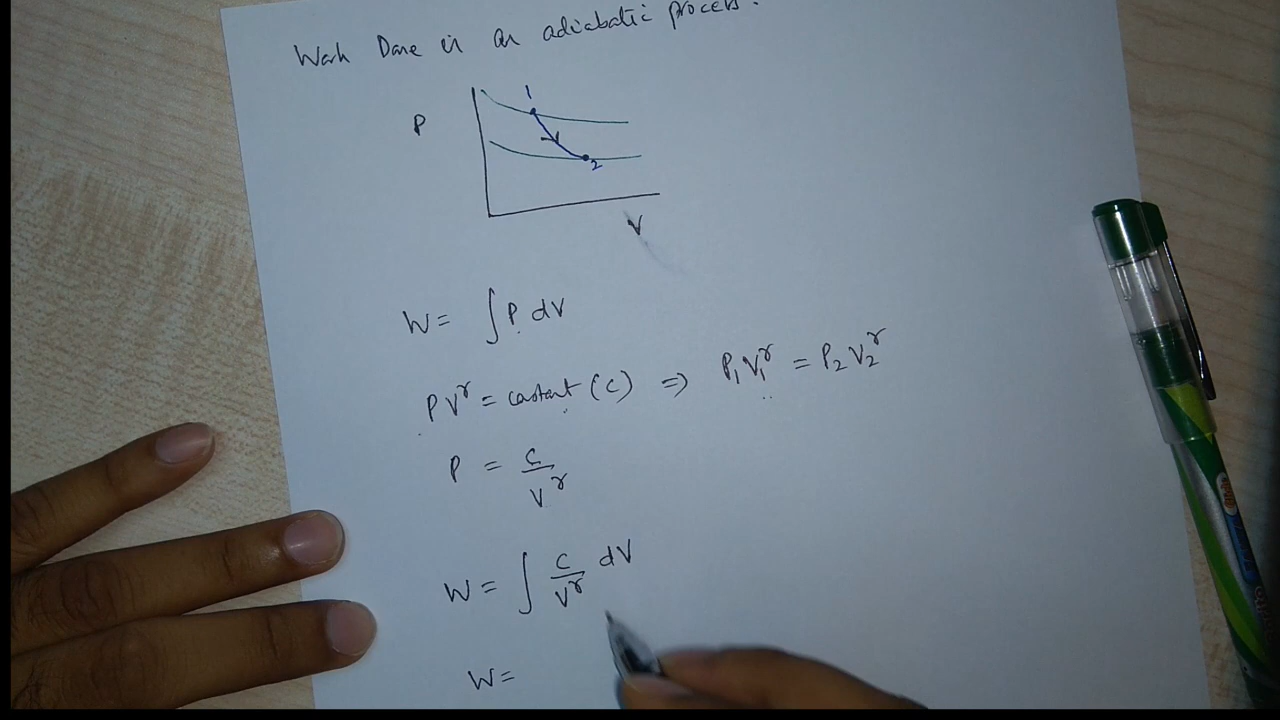 Work Done in an adiabatic process.
1
P
2
V
W = ∫ P dV
PV^γ = constant (C) ⇒ P₁V₁^γ = P₂V₂^γ
P = C/V^γ
W = ∫ C/V^γ dV
W =